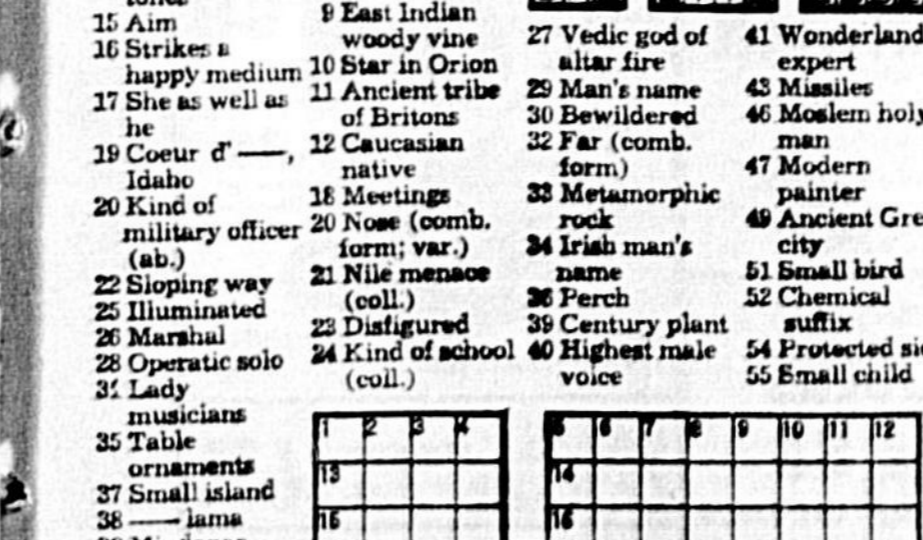 15 Aim
16 Strikes a
happy medium
17 She as well as
he
19 Coeur d' ——,
Idaho
20 Kind of
military officer
(ab.)
22 Sloping way
25 Illuminated
26 Marshal
28 Operatic solo
Lady
musicians
35 Table
ornaments
37 Small island
38 —— lama
9 East Indian
woody vine
10 Star in Orion
11 Ancient tribe
of Britons
12 Caucasian
native
18 Meetings
20 Nose (comb.
form; var.)
21 Nile menace
(coll.)
23 Disfigured
24 Kind of school
(coll.)
27 Vedic god of
altar fire
29 Man's name
30 Bewildered
32 Far (comb.
form)
33 Metamorphic
rock
34 Irish man's
name
36 Perch
39 Century plant
40 Highest male
voice
41 Wonderland
expert
43 Missiles
46 Moslem holy
man
47 Modern
painter
49 Ancient Gre
city
51 Small bird
52 Chemical
suffix
54 Protected si
55 Small child
1 2 3 4 5 6 7 8 9 10 11 12
13 14
15 16